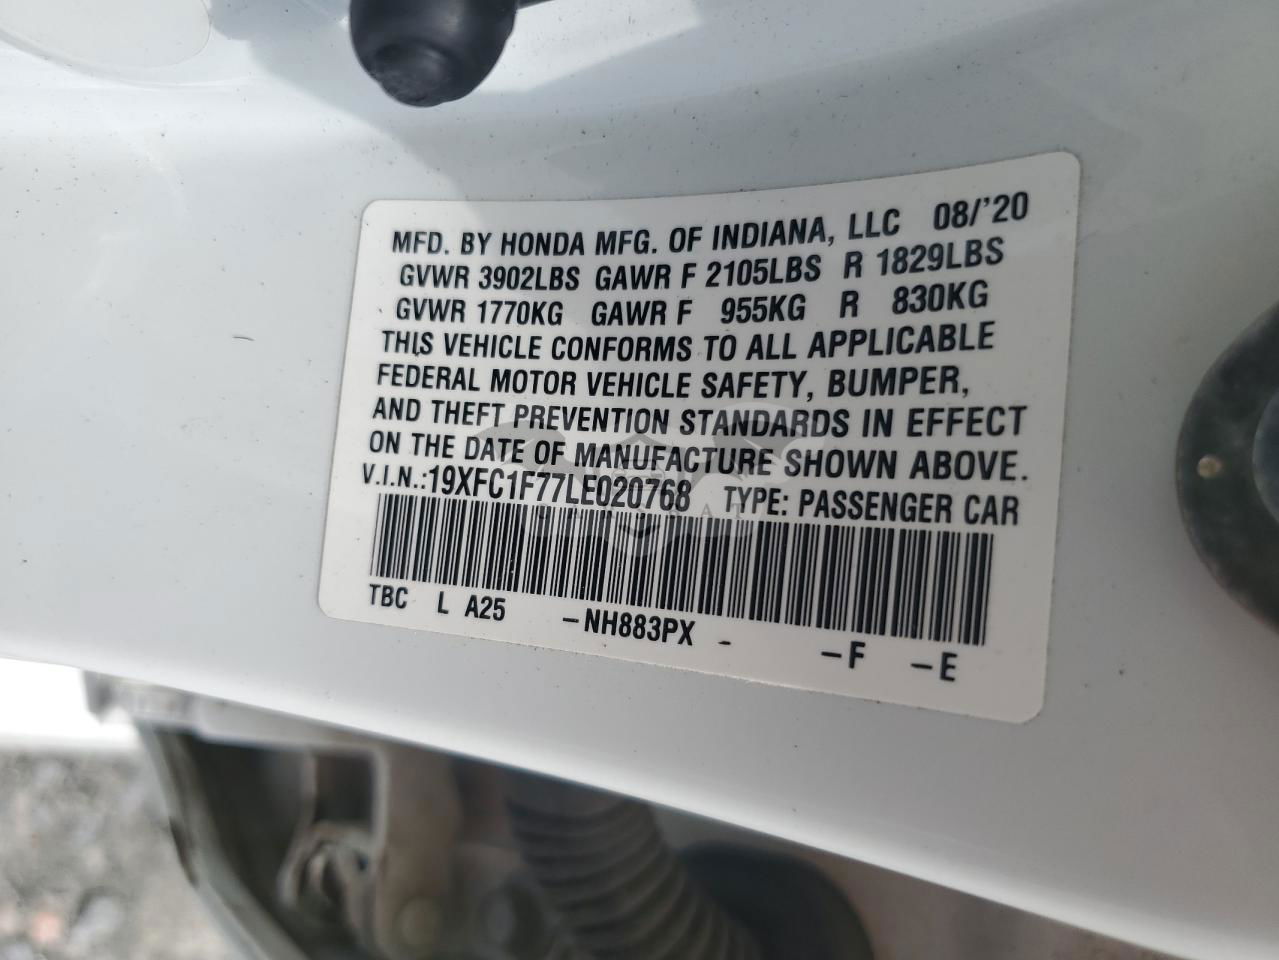 MFD. BY HONDA MFG. OF INDIANA, LLC 08/'20
GVWR 3902LBS GAWR F 2105LBS R 1829LBS
GVWR 1770KG GAWR F 955KG R 830KG
THIS VEHICLE CONFORMS TO ALL APPLICABLE
FEDERAL MOTOR VEHICLE SAFETY, BUMPER,
AND THEFT PREVENTION STANDARDS IN EFFECT
ON THE DATE OF MANUFACTURE SHOWN ABOVE.
V.I.N.:19XFC1F77LE020768 TYPE: PASSENGER CAR
TBC L A25 -NH883PX - -F -E